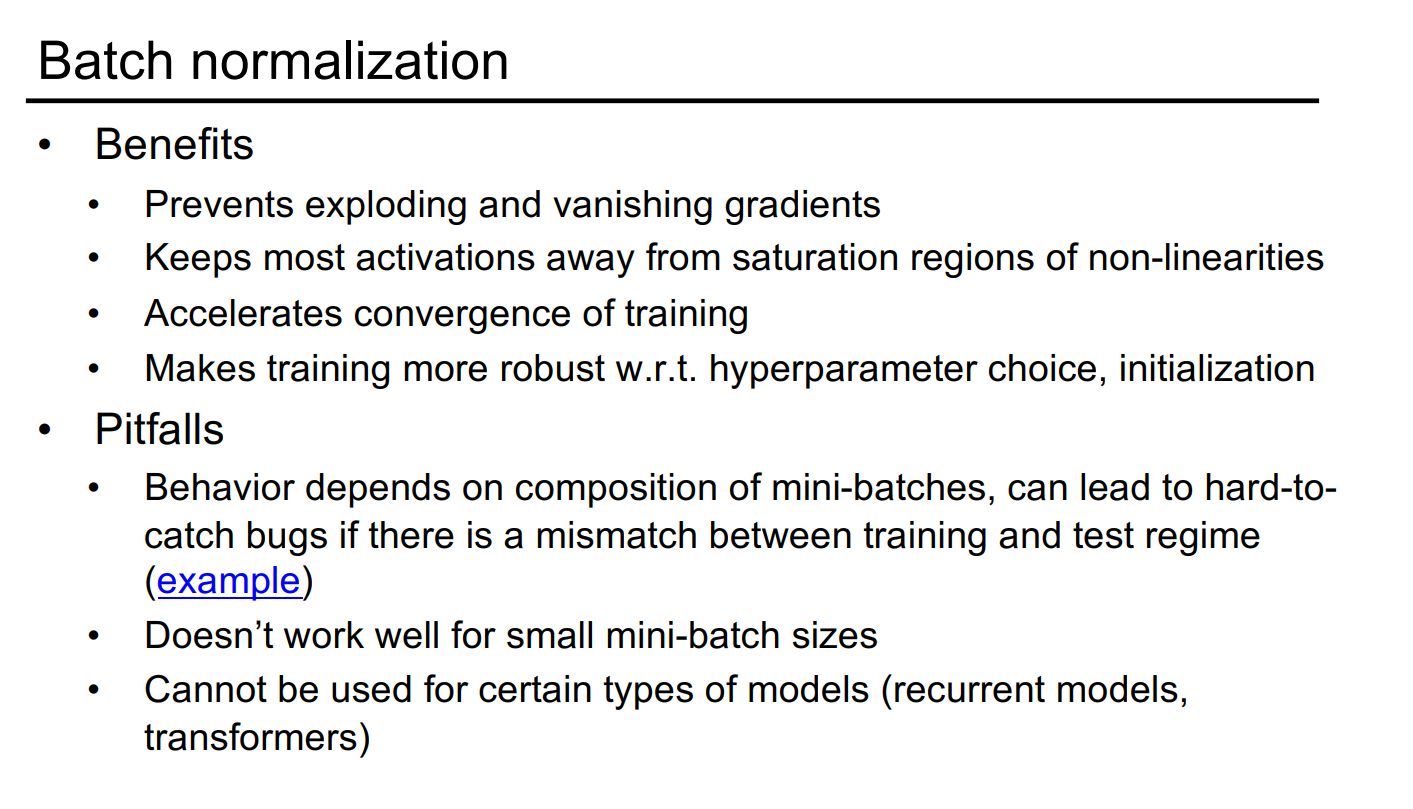 Batch normalization
• Benefits
• Prevents exploding and vanishing gradients
• Keeps most activations away from saturation regions of non-linearities
• Accelerates convergence of training
• Makes training more robust w.r.t. hyperparameter choice, initialization
• Pitfalls
• Behavior depends on composition of mini-batches, can lead to hard-to-
catch bugs if there is a mismatch between training and test regime
(example)
• Doesn’t work well for small mini-batch sizes
• Cannot be used for certain types of models (recurrent models,
transformers)